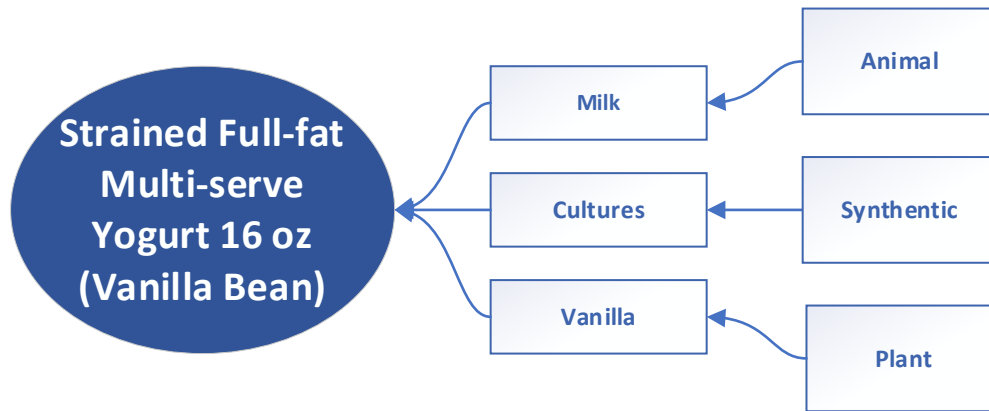 Strained Full-fat
Multi-serve
Yogurt 16 oz
(Vanilla Bean)
Milk
Cultures
Vanilla
Animal
Synthentic
Plant